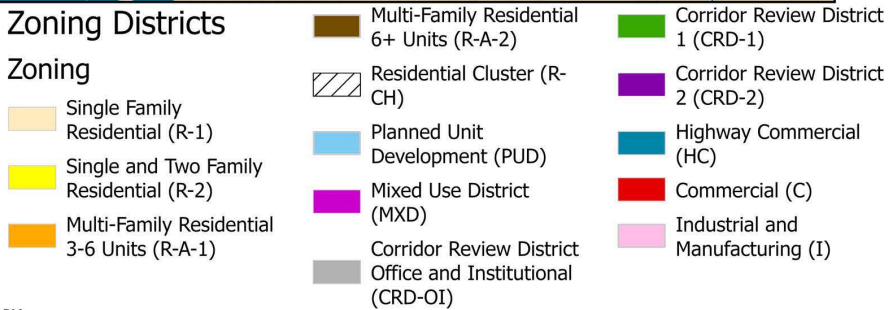 Zoning Districts
Zoning
Single Family
Residential (R-1)
Single and Two Family
Residential (R-2)
Multi-Family Residential
3-6 Units (R-A-1)
Multi-Family Residential
6+ Units (R-A-2)
Residential Cluster (R-
CH)
Planned Unit
Development (PUD)
Mixed Use District
(MXD)
Corridor Review District
Office and Institutional
(CRD-OI)
Corridor Review District
1 (CRD-1)
Corridor Review District
2 (CRD-2)
Highway Commercial
(HC)
Commercial (C)
Industrial and
Manufacturing (I)